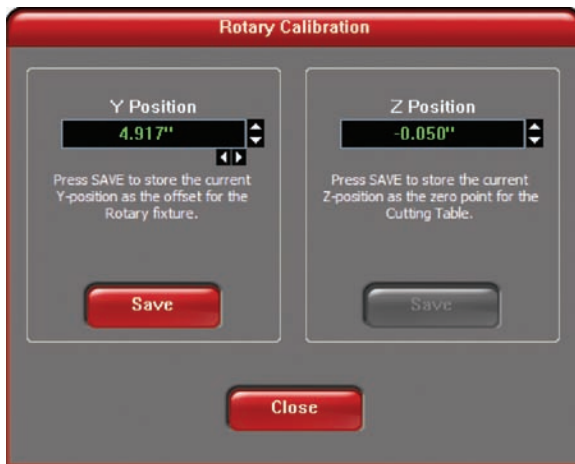 Rotary Calibration
Y Position
4.917"
Press SAVE to store the current
Y-position as the offset for the
Rotary fixture.
Save
Z Position
-0.050"
Press SAVE to store the current
Z-position as the zero point for the
Cutting Table.
Save
Close